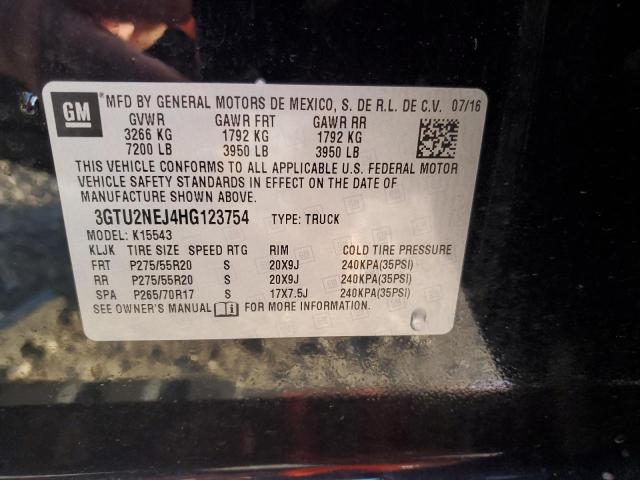 GM
MFD BY GENERAL MOTORS DE MEXICO, S. DE R.L. DE C.V. 07/16
GVWR GAWR FRT GAWR RR
3266 KG 1792 KG 1792 KG
7200 LB 3950 LB 3950 LB
THIS VEHICLE CONFORMS TO ALL APPLICABLE U.S. FEDERAL MOTOR
VEHICLE SAFETY STANDARDS IN EFFECT ON THE DATE OF
MANUFACTURE SHOWN ABOVE.
3GTU2NEJ4HG123754 TYPE: TRUCK
MODEL: K15543
KLJK TIRE SIZE SPEED RTG RIM COLD TIRE PRESSURE
FRT P275/55R20 S 20X9J 240KPA(35PSI)
RR P275/55R20 S 20X9J 240KPA(35PSI)
SPA P265/70R17 S 17X7.5J 240KPA(35PSI)
SEE OWNER'S MANUAL FOR MORE INFORMATION.